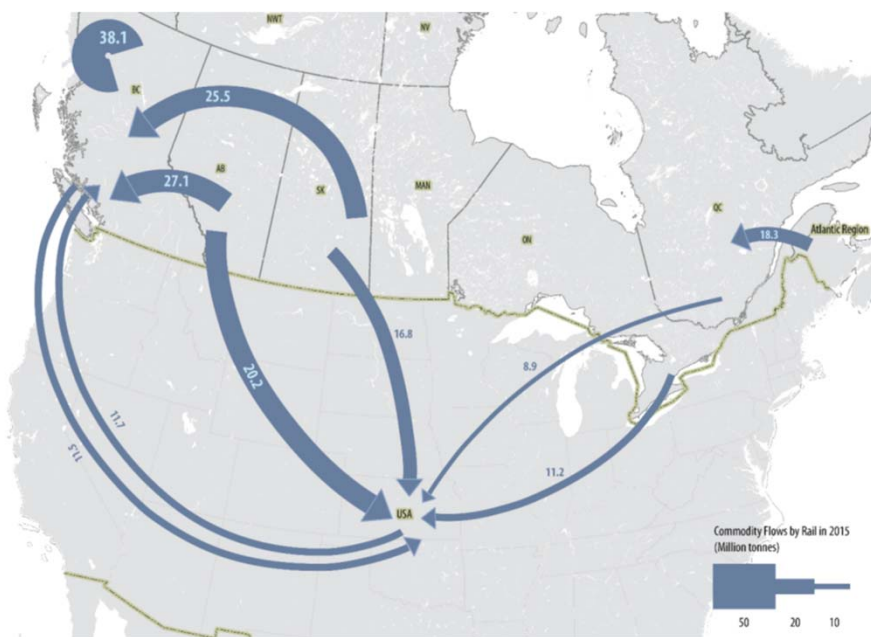 38.1
NWT
NV
BC
25.5
AB
27.1
SK
MAN
ON
QC
18.3
Atlantic Region
16.8
20.2
8.9
11.7
11.5
11.2
USA
Commodity Flows by Rail in 2015
(Million tonnes)
50 20 10